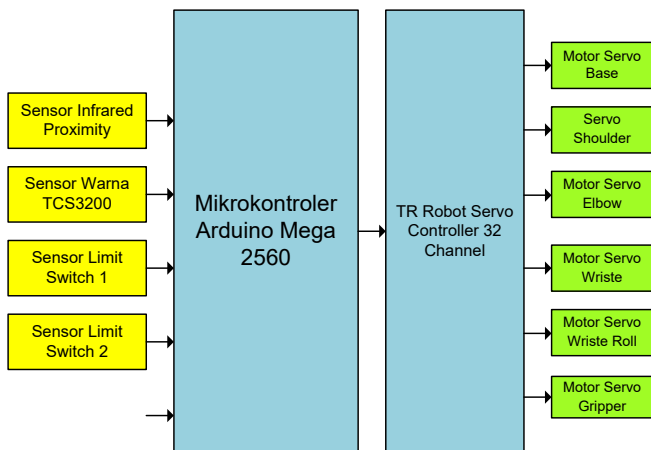 Sensor Infrared
Proximity
Sensor Warna
TCS3200
Sensor Limit
Switch 1
Sensor Limit
Switch 2
Mikrokontroler
Arduino Mega
2560
TR Robot Servo
Controller 32
Channel
Motor Servo
Base
Servo
Shoulder
Motor Servo
Elbow
Motor Servo
Wriste
Motor Servo
Wriste Roll
Motor Servo
Gripper